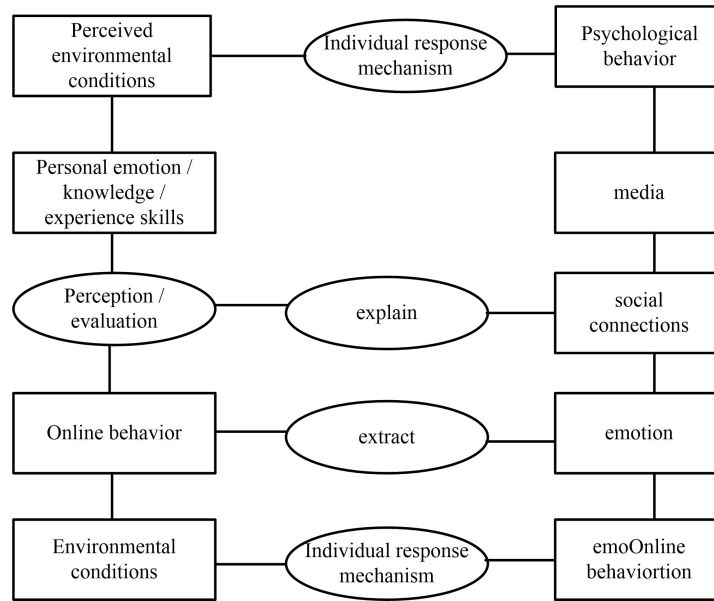 Perceived
environmental
conditions
Individual response
mechanism
Psychological
behavior
Personal emotion /
knowledge /
experience skills
media
Perception /
evaluation
explain
social
connections
Online behavior
extract
emotion
Environmental
conditions
Individual response
mechanism
emoOnline
behaviortion